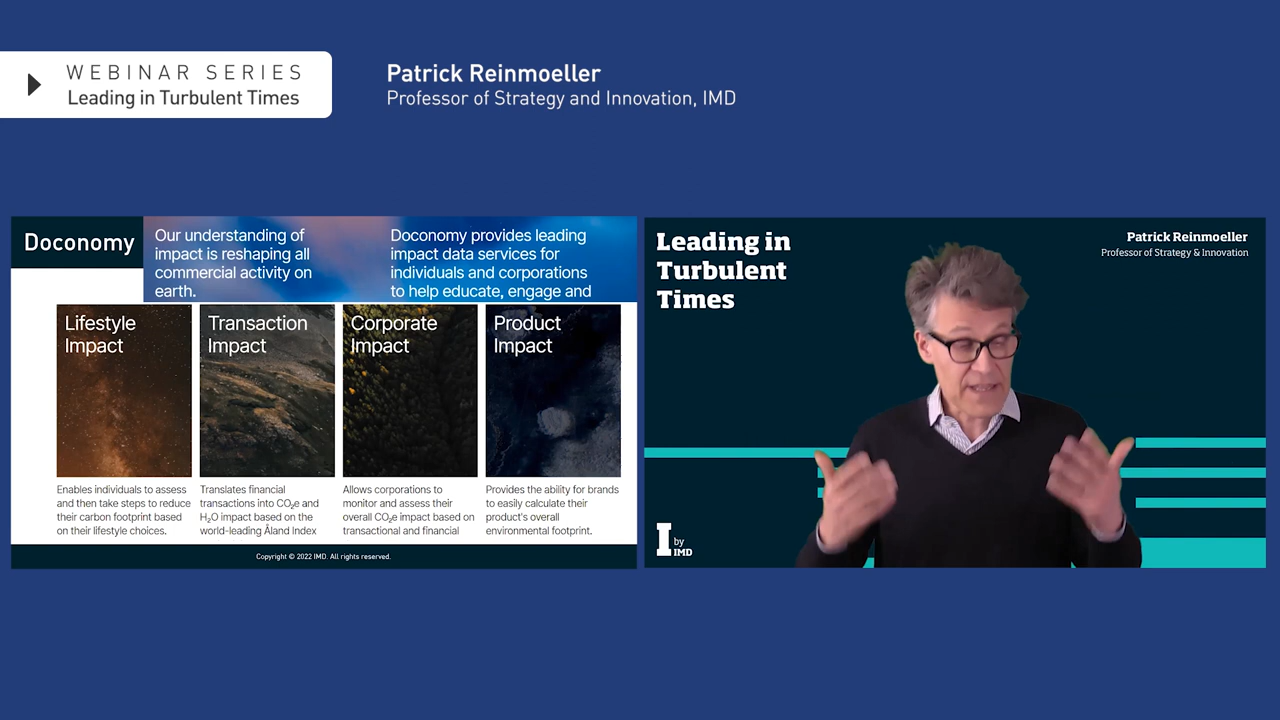 WEBINAR SERIES
Leading in Turbulent Times
Patrick Reinmoeller
Professor of Strategy and Innovation, IMD
Doconomy
Our understanding of
impact is reshaping all
commercial activity on
earth.
Doconomy provides leading
impact data services for
individuals and corporations
to help educate, engage and
Lifestyle
Impact
Enables individuals to assess
and then take steps to reduce
their carbon footprint based
on their lifestyle choices.
Transaction
Impact
Translates financial
transactions into CO₂e and
H₂O impact based on the
world-leading Åland Index
Corporate
Impact
Allows corporations to
monitor and assess their
overall CO₂e impact based on
transactional and financial
Product
Impact
Provides the ability for brands
to easily calculate their
product's overall
environmental footprint.
Copyright © 2022 IMD. All rights reserved.
Leading in
Turbulent
Times
Patrick Reinmoeller
Professor of Strategy & Innovation
I by
IMD